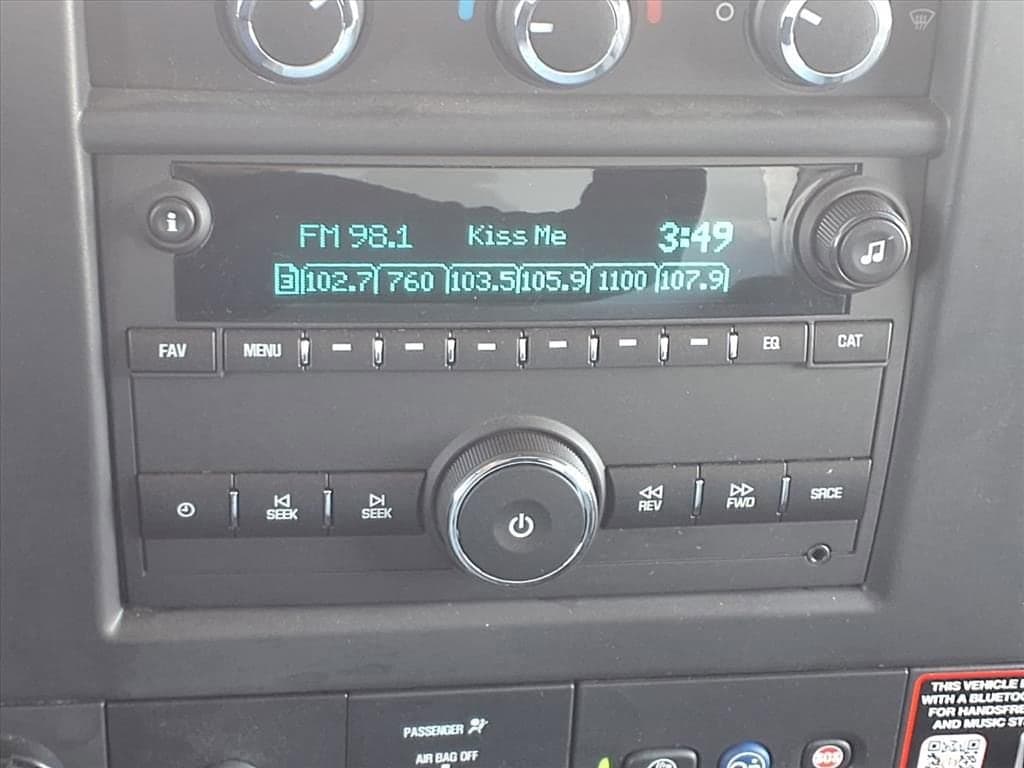 FM 98.1 Kiss Me 3:49
3 102.7 760 103.5 105.9 1100 107.9
i
FAV MENU EQ CAT
SEEK SEEK REV FWD SRCE
PASSENGER
AIR BAG OFF
SOS
THIS VEHICLE
WITH A BLUETOO
FOR HANDSFRE
AND MUSIC ST